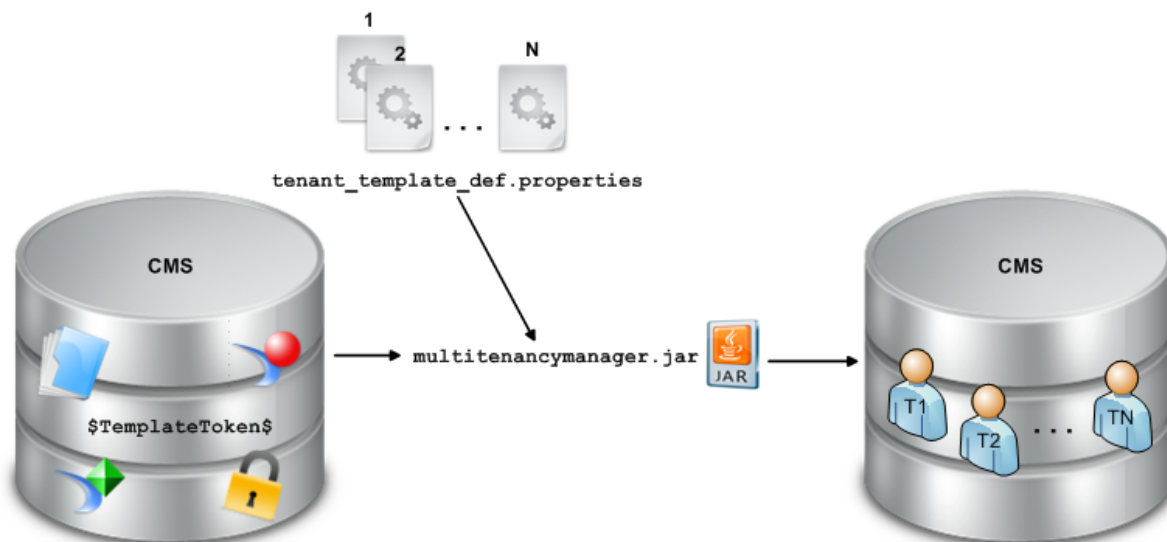 1
2
N
...
tenant_template_def.properties
CMS
CMS
multitenancymanager.jar
JAR
$TemplateToken$
T1
T2
...
TN